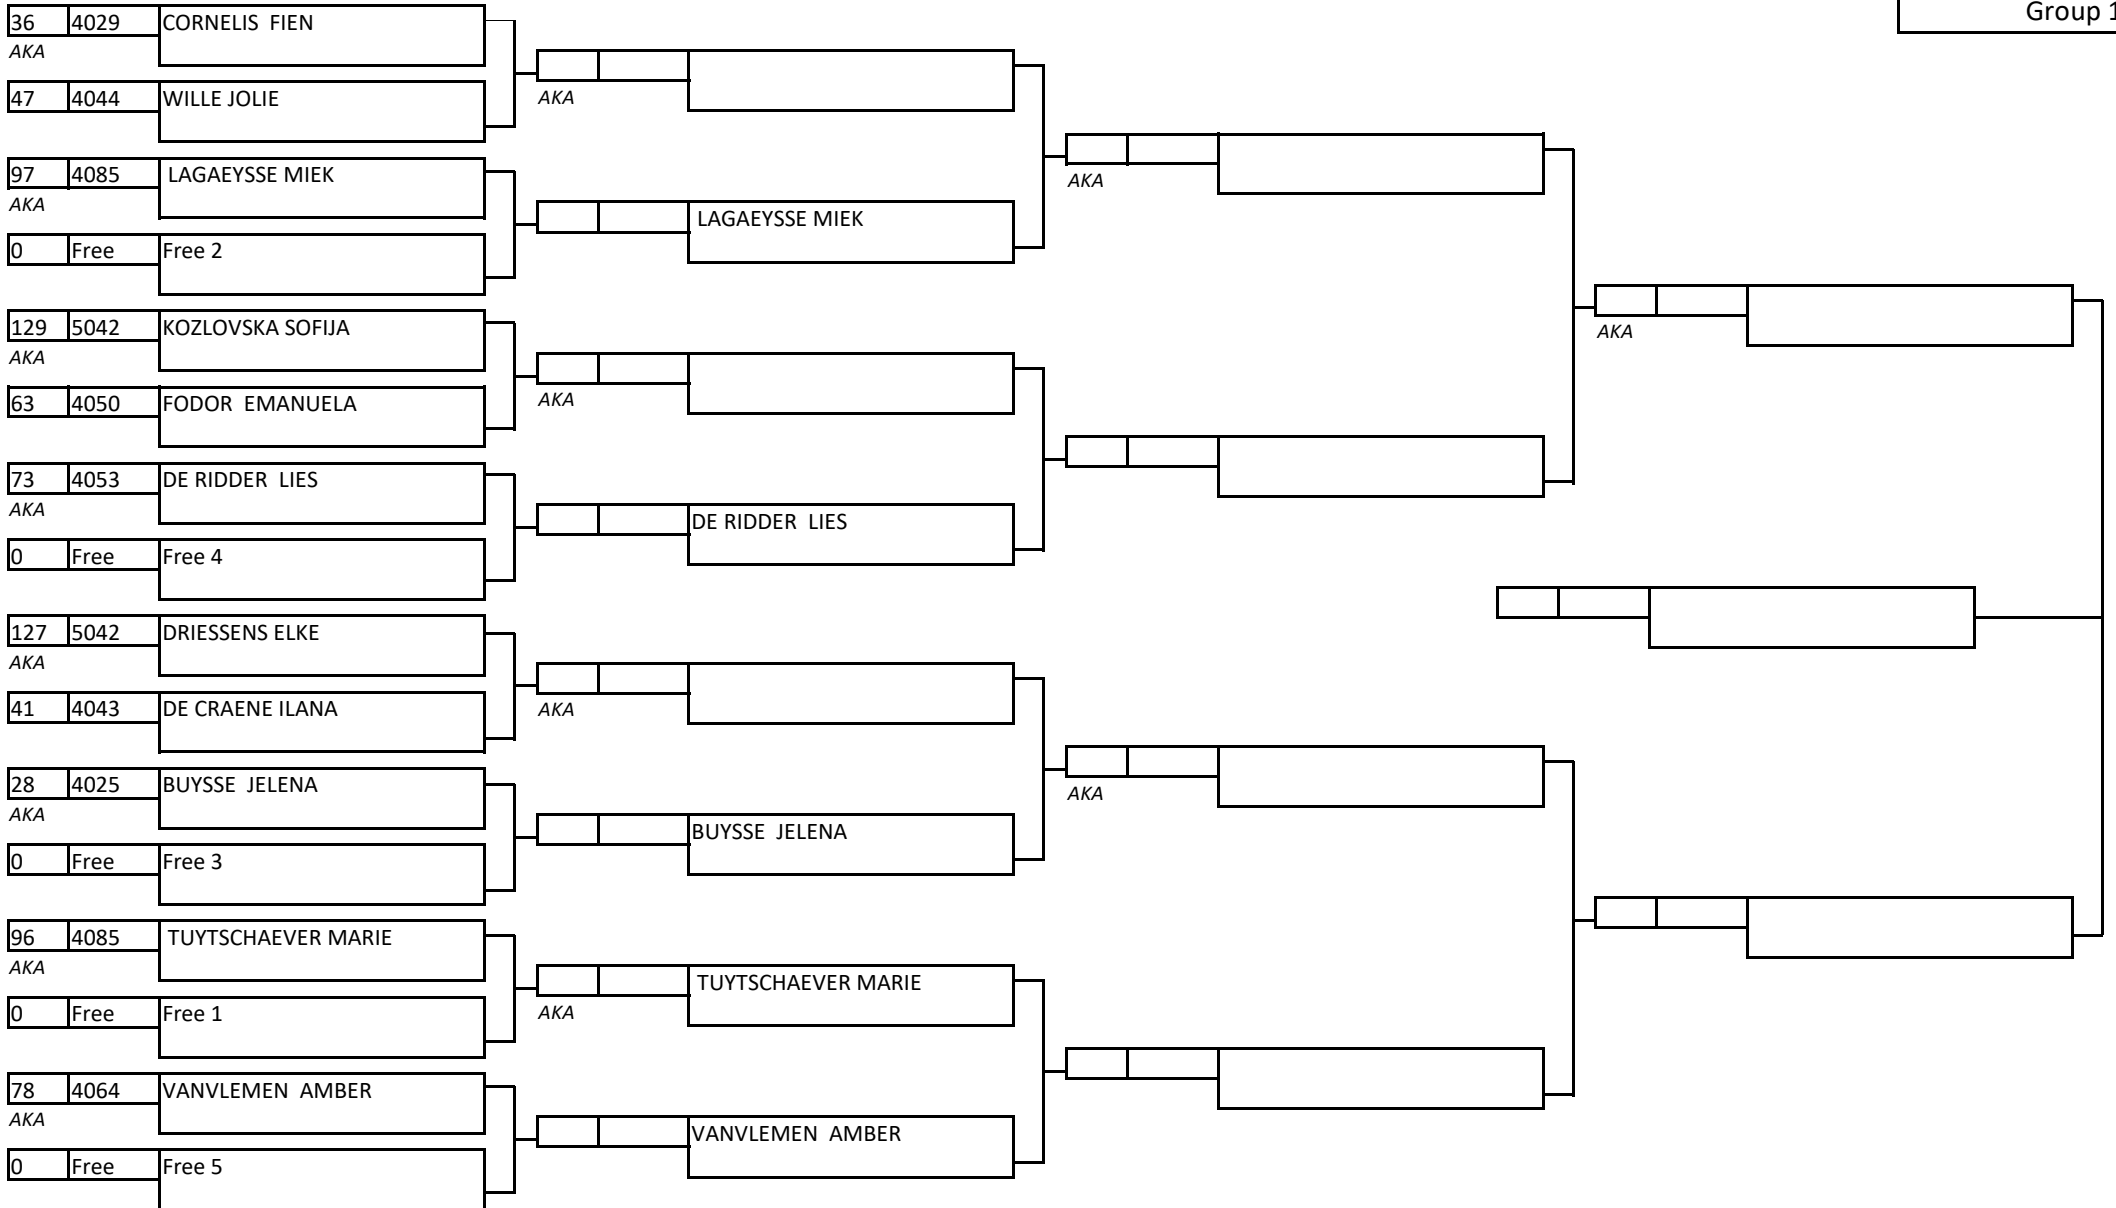 Group 1
36 4029 CORNELIS  FIEN
AKA
47 4044 WILLE JOLIE
97 4085 LAGAEYSSE MIEK
AKA
0 Free Free 2
129 5042 KOZLOVSKA SOFIJA
AKA
63 4050 FODOR  EMANUELA
73 4053 DE RIDDER  LIES
AKA
0 Free Free 4
127 5042 DRIESSENS ELKE
AKA
41 4043 DE CRAENE ILANA
28 4025 BUYSSE  JELENA
AKA
0 Free Free 3
96 4085 TUYTSCHAEVER MARIE
AKA
0 Free Free 1
78 4064 VANVLEMEN  AMBER
AKA
0 Free Free 5
AKA
LAGAEYSSE MIEK
AKA
DE RIDDER  LIES
AKA
BUYSSE  JELENA
TUYTSCHAEVER MARIE
AKA
VANVLEMEN  AMBER
AKA
AKA
AKA